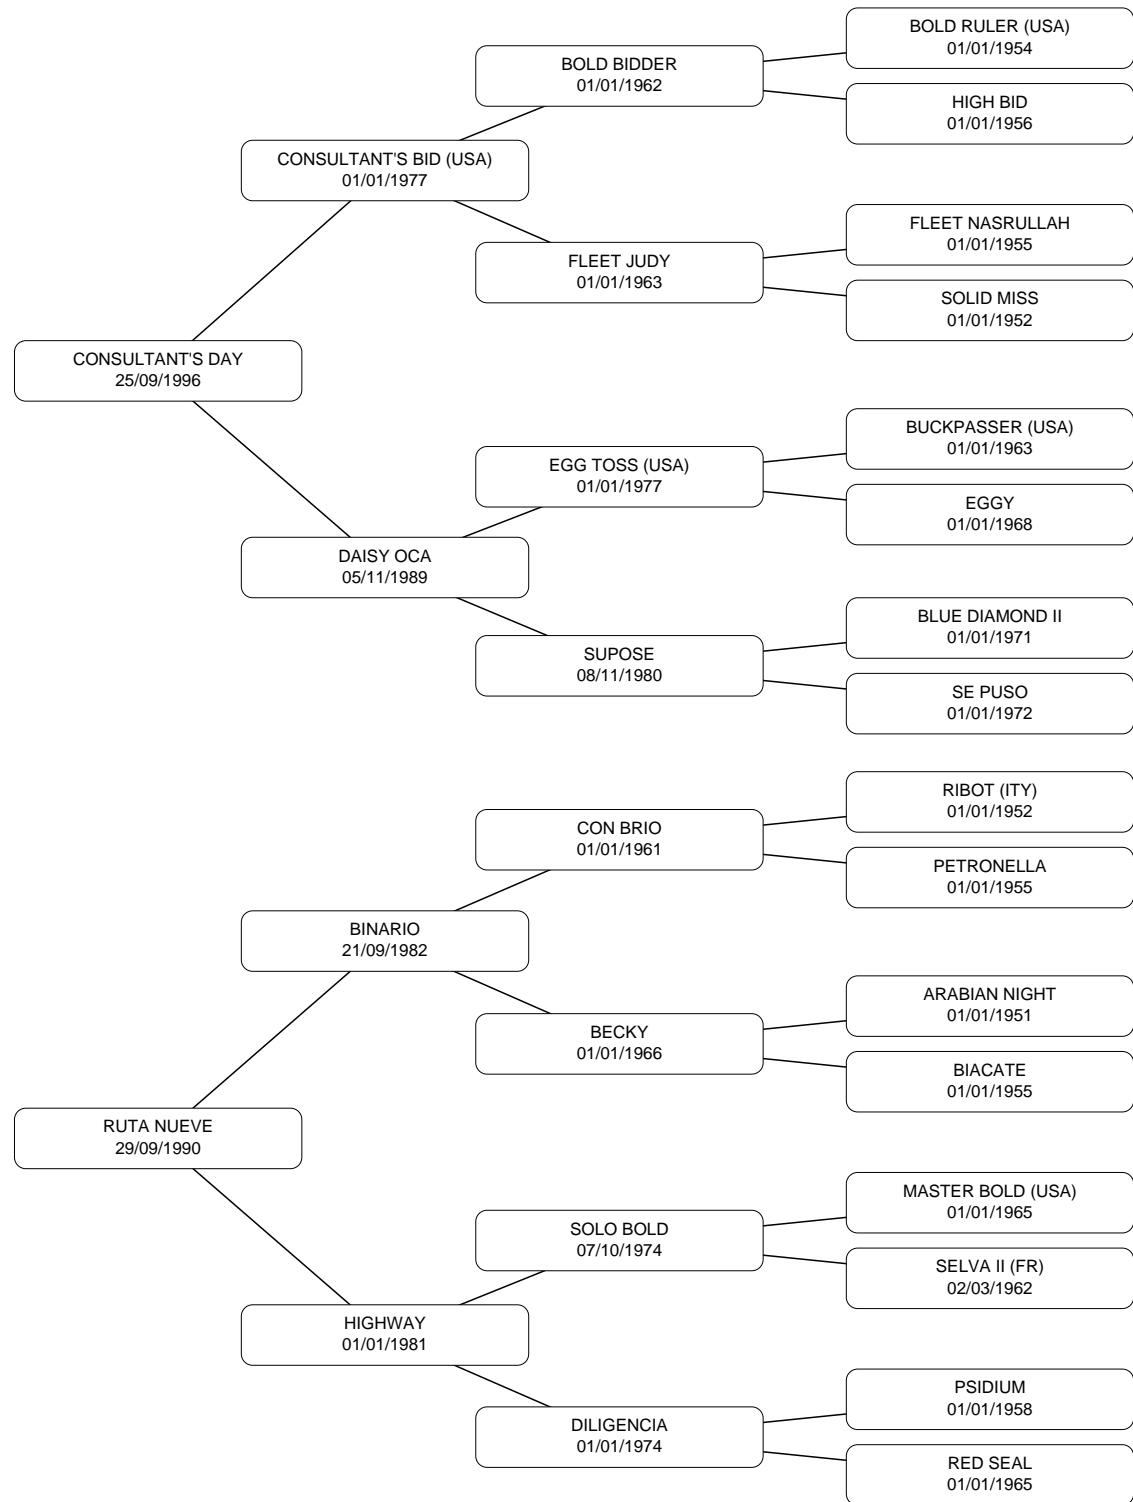 BOLD RULER (USA)
01/01/1954
BOLD BIDDER
01/01/1962
HIGH BID
01/01/1956
CONSULTANT'S BID (USA)
01/01/1977
FLEET NASRULLAH
01/01/1955
FLEET JUDY
01/01/1963
SOLID MISS
01/01/1952
CONSULTANT'S DAY
25/09/1996
BUCKPASSER (USA)
01/01/1963
EGG TOSS (USA)
01/01/1977
EGGY
01/01/1968
DAISY OCA
05/11/1989
BLUE DIAMOND II
01/01/1971
SUPOSE
08/11/1980
SE PUSO
01/01/1972
RIBOT (ITY)
01/01/1952
CON BRIO
01/01/1961
PETRONELLA
01/01/1955
BINARIO
21/09/1982
ARABIAN NIGHT
01/01/1951
BECKY
01/01/1966
BIACATE
01/01/1955
RUTA NUEVE
29/09/1990
MASTER BOLD (USA)
01/01/1965
SOLO BOLD
07/10/1974
SELVA II (FR)
02/03/1962
HIGHWAY
01/01/1981
PSIDIUM
01/01/1958
DILIGENCIA
01/01/1974
RED SEAL
01/01/1965